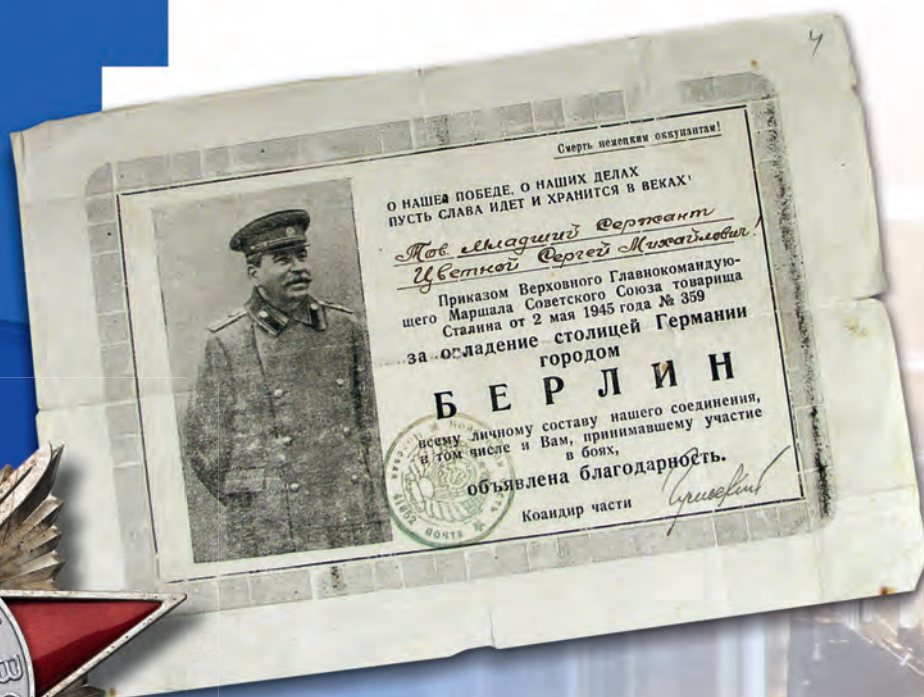 4
Смерть немецким оккупантам!
О НАШЕЙ ПОБЕДЕ, О НАШИХ ДЕЛАХ
ПУСТЬ СЛАВА ИДЕТ И ХРАНИТСЯ В ВЕКАХ!
Тов. Младший Сержант
Цветной Сергей Михайлович!
Приказом Верховного Главнокомандую-
щего Маршала Советского Союза товарища
Сталина от 2 мая 1945 года № 359
за овладение столицей Германии
городом
БЕРЛИН
всему личному составу нашего соединения,
в том числе и Вам, принимавшему участие
в боях,
объявлена благодарность.
Коандир части